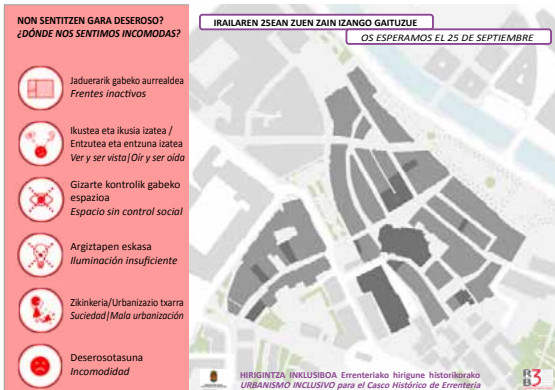 NON SENTITZEN GARA DESEROSO?
¿DÓNDE NOS SENTIMOS INCOMODAS?
Jaduerarik gabeko aurrealdea
Frentes inactivos
Ikustea eta ikusia izatea /
Entzutea eta entzuna izatea
Ver y ser vista|Oír y ser oída
Gizarte kontrolik gabeko
espazioa
Espacio sin control social
Argiztapen eskasa
Iluminación insuficiente
Zikinkeria/Urbanizazio txarra
Suciedad|Mala urbanización
Deserosotasuna
Incomodidad
IRAILAREN 25EAN ZUEN ZAIN IZANGO GAITUZUE
OS ESPERAMOS EL 25 DE SEPTIEMBRE
HIRIGINTZA INKLUSIBOA Errenteriako hirigune historikorako
URBANISMO INCLUSIVO para el Casco Histórico de Errenteria
R3
B